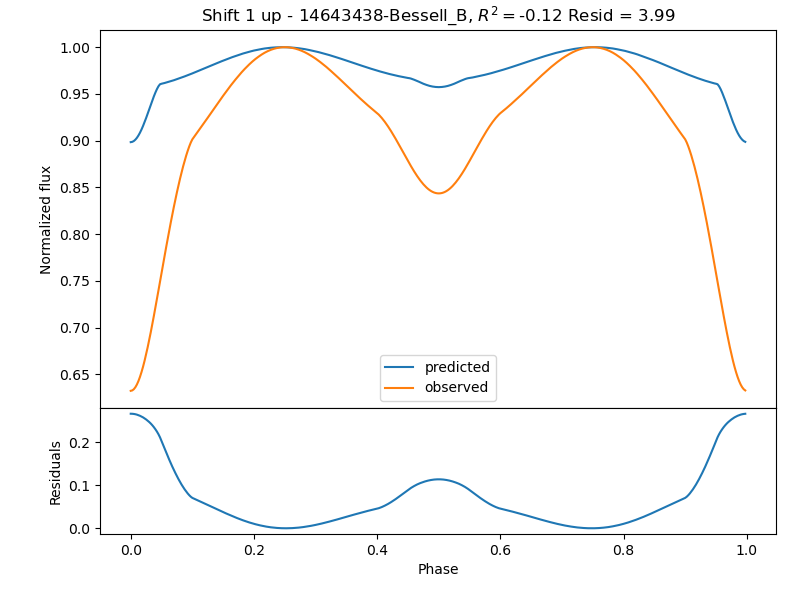 Shift 1 up - 14643438-Bessell_B, $R^2 = $-0.12 Resid = 3.99
1.00
0.95
0.90
0.85
0.80
0.75
0.70
0.65
Normalized flux
predicted
observed
0.2
0.1
0.0
Residuals
0.0 0.2 0.4 0.6 0.8 1.0
Phase